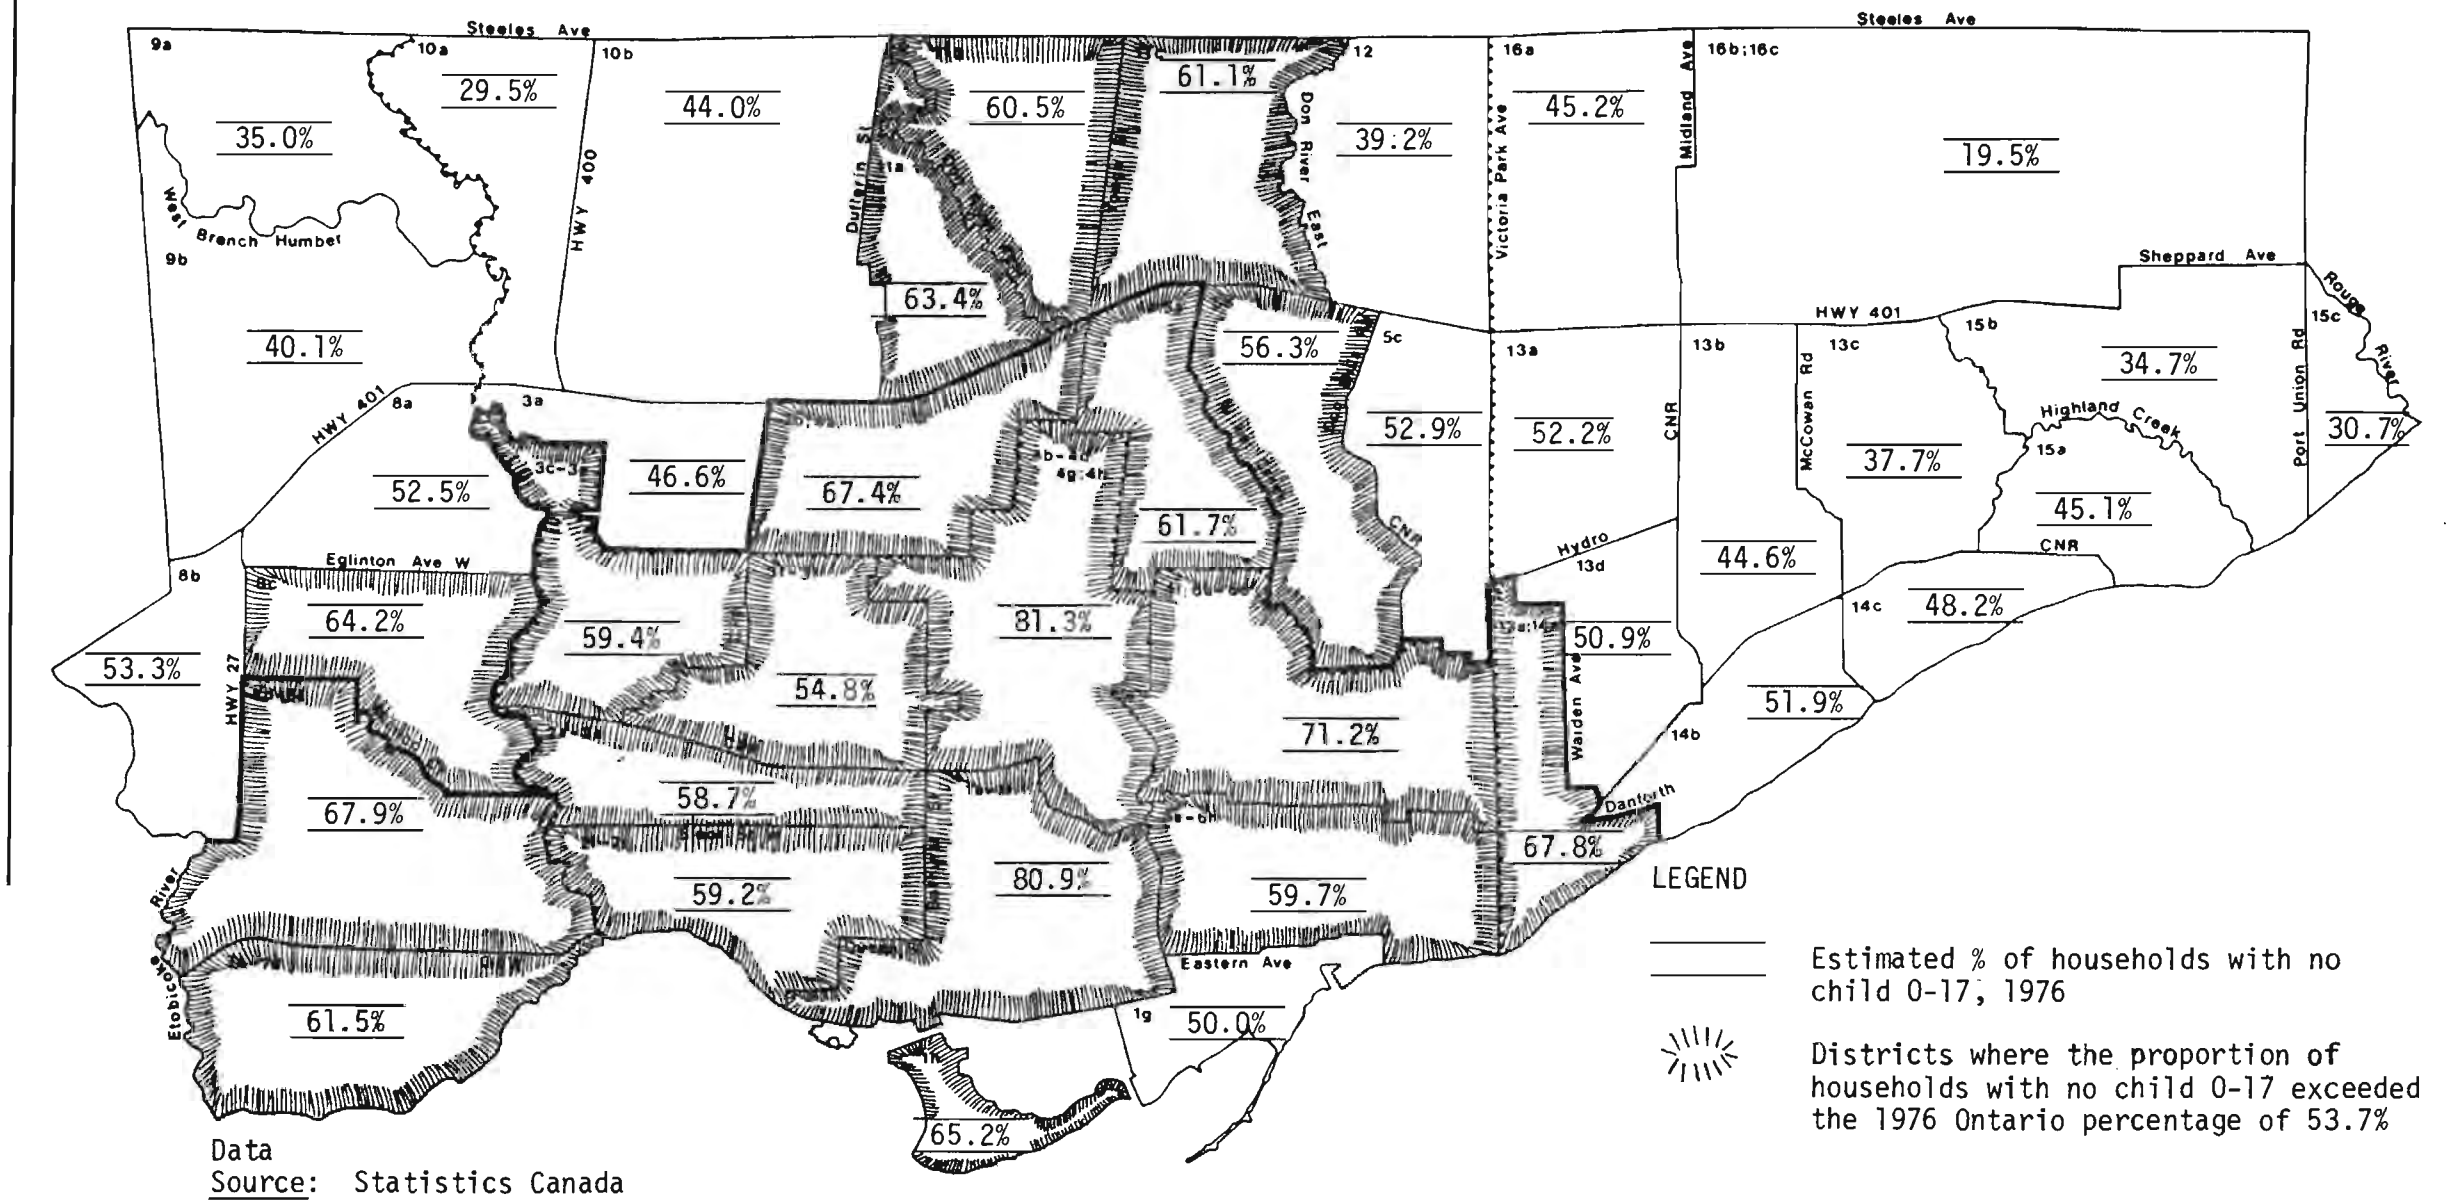 Steeles Ave
Steeles Ave
9a
10a
10b
12
16a
16b;16c
29.5%
44.0%
60.5%
61.1%
45.2%
35.0%
39:2%
19.5%
Don River East
Victoria Park Ave
Midland Ave
HWY 400
Dufferin St
West Branch Humber
9b
Sheppard Ave
Rouge River
63.4%
HWY 401
15b
15c
40.1%
56.3%
5c
13a
13b
13c
34.7%
Port Union Rd
HWY 401
8a
3a
52.9%
52.2%
CNR
McCowan Rd
Highland Creek
30.7%
15a
37.7%
52.5%
46.6%
67.4%
4g;4h
61.7%
45.1%
CNR
Hydro
13d
CNR
44.6%
Eglinton Ave W
8b
8c
64.2%
59.4%
81.3%
50.9%
14c
48.2%
53.3%
HWY 27
54.8%
Warden Ave
51.9%
71.2%
14b
58.7%
67.9%
Danforth
67.8%
59.2%
80.9%
59.7%
Etobicoke River
Eastern Ave
61.5%
1g
50.0%
65.2%
LEGEND
Estimated % of households with no
child 0-17, 1976
Districts where the proportion of
households with no child 0-17 exceeded
the 1976 Ontario percentage of 53.7%
Data
Source: Statistics Canada